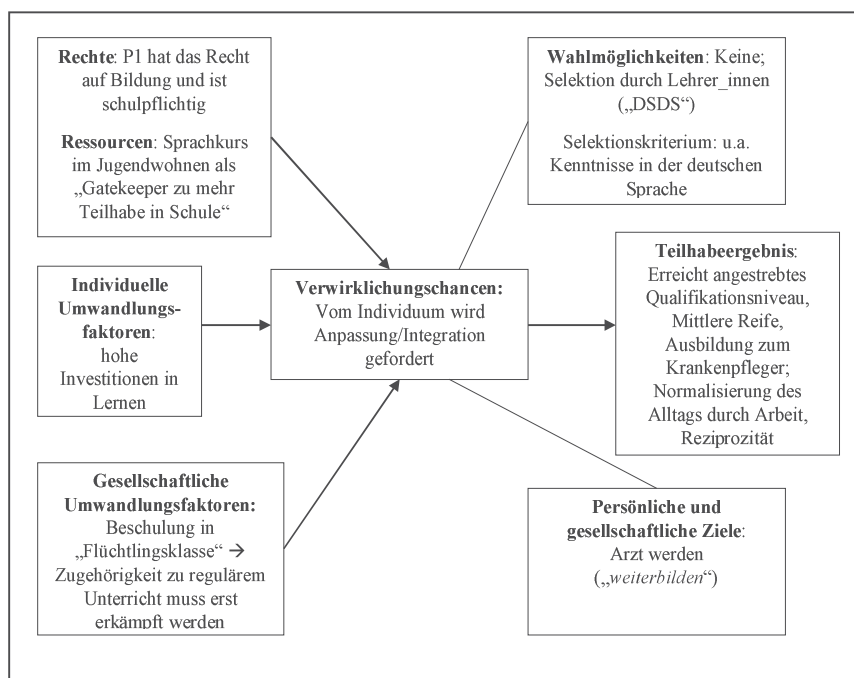 Rechte: P1 hat das Recht
auf Bildung und ist
schulpflichtig
Ressourcen: Sprachkurs
im Jugendwohnen als
„Gatekeeper zu mehr
Teilhabe in Schule“
Wahlmöglichkeiten: Keine;
Selektion durch Lehrer_innen
(„DSDS“)
Selektionskriterium: u.a.
Kenntnisse in der deutschen
Sprache
Individuelle
Umwandlungs-
faktoren:
hohe
Investitionen in
Lernen
Verwirklichungschancen:
Vom Individuum wird
Anpassung/Integration
gefordert
Teilhabeergebnis:
Erreicht angestrebtes
Qualifikationsniveau,
Mittlere Reife,
Ausbildung zum
Krankenpfleger;
Normalisierung des
Alltags durch Arbeit,
Reziprozität
Gesellschaftliche
Umwandlungsfaktoren:
Beschulung in
„Flüchtlingsklasse“ →
Zugehörigkeit zu regulärem
Unterricht muss erst
erkämpft werden
Persönliche und
gesellschaftliche Ziele:
Arzt werden
(„weiterbilden“)